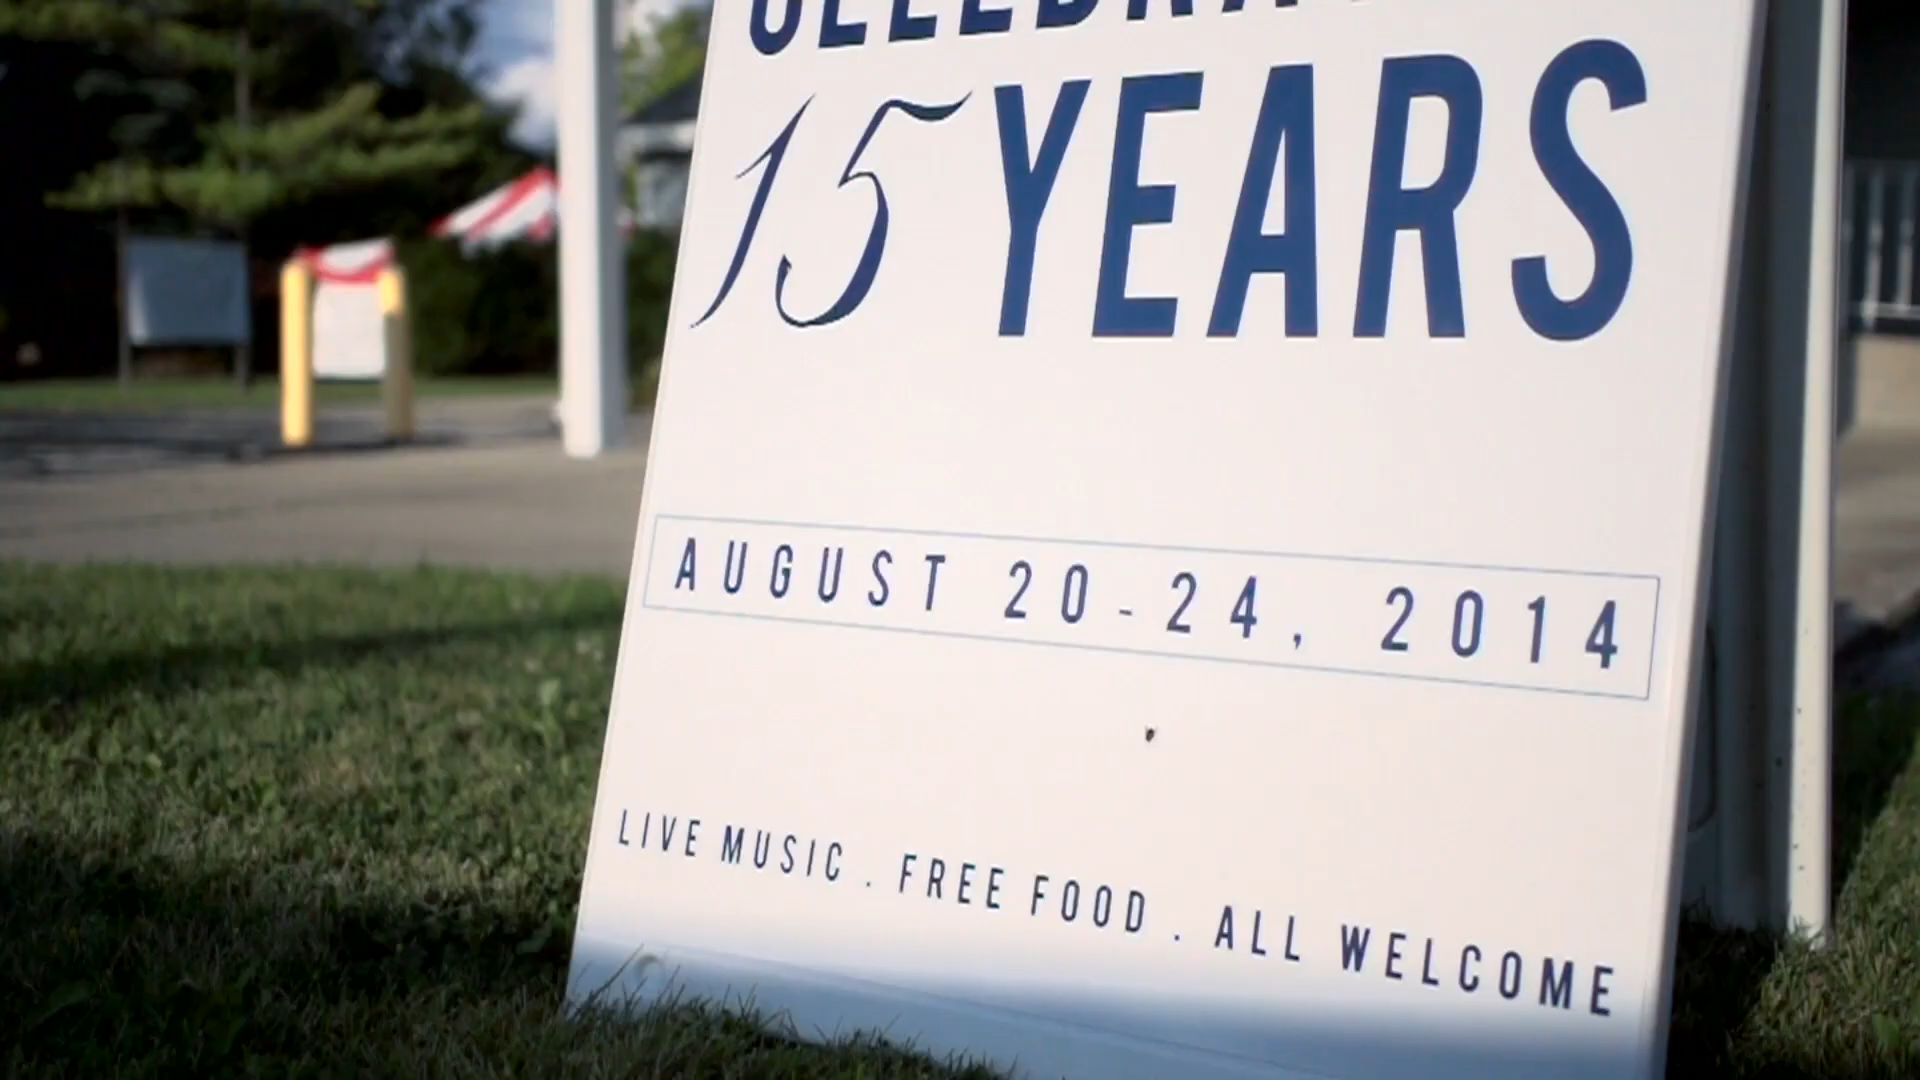 15 YEARS
AUGUST 20-24, 2014
LIVE MUSIC . FREE FOOD . ALL WELCOME